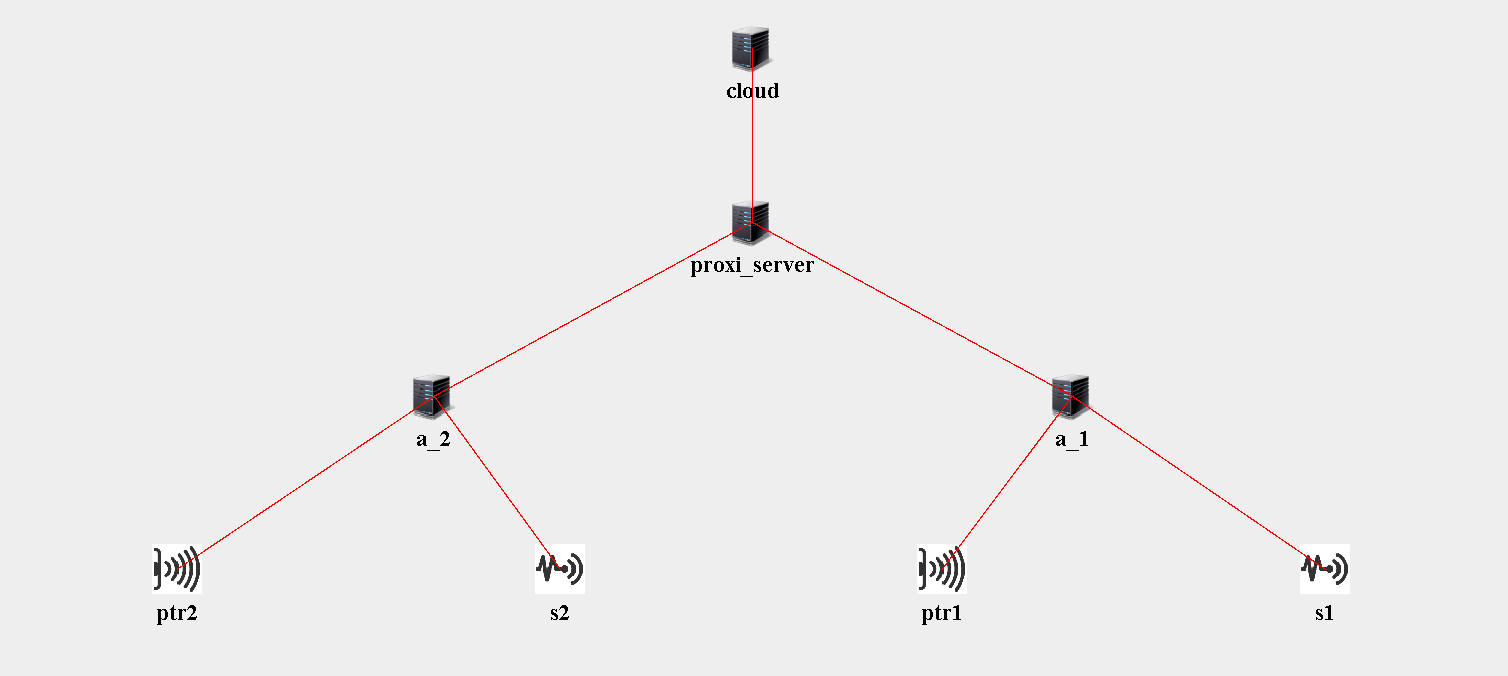 cloud
proxi_server
a_2
a_1
ptr2
s2
ptr1
s1